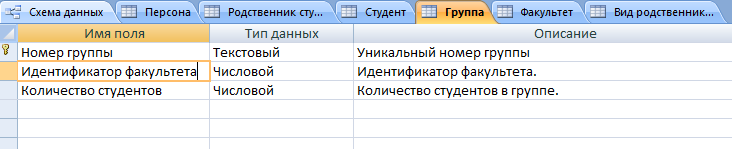 Схема данных Персона Родственник сту... Студент Группа Факультет Вид родственник...
Имя поля Тип данных Описание
Номер группы Текстовый Уникальный номер группы
Идентификатор факультета Числовой Идентификатор факультета.
Количество студентов Числовой Количество студентов в группе.